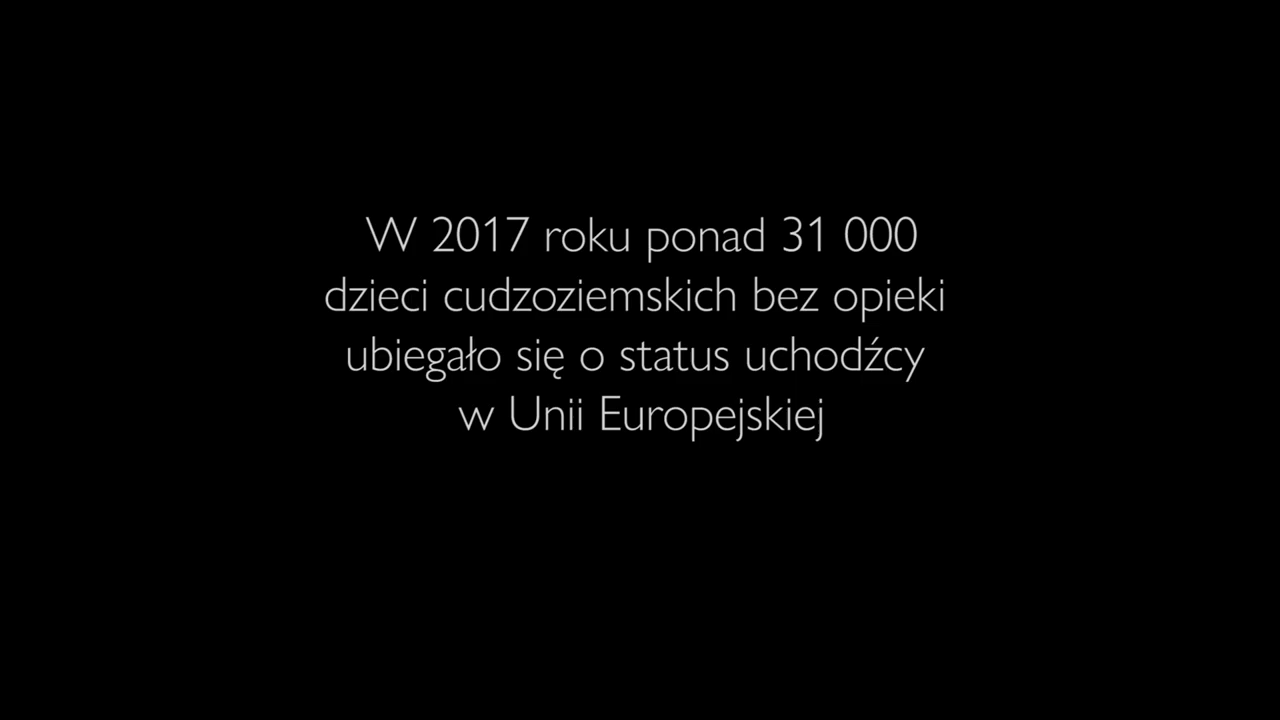 W 2017 roku ponad 31 000
dzieci cudzoziemskich bez opieki
ubiegało się o status uchodźcy
w Unii Europejskiej